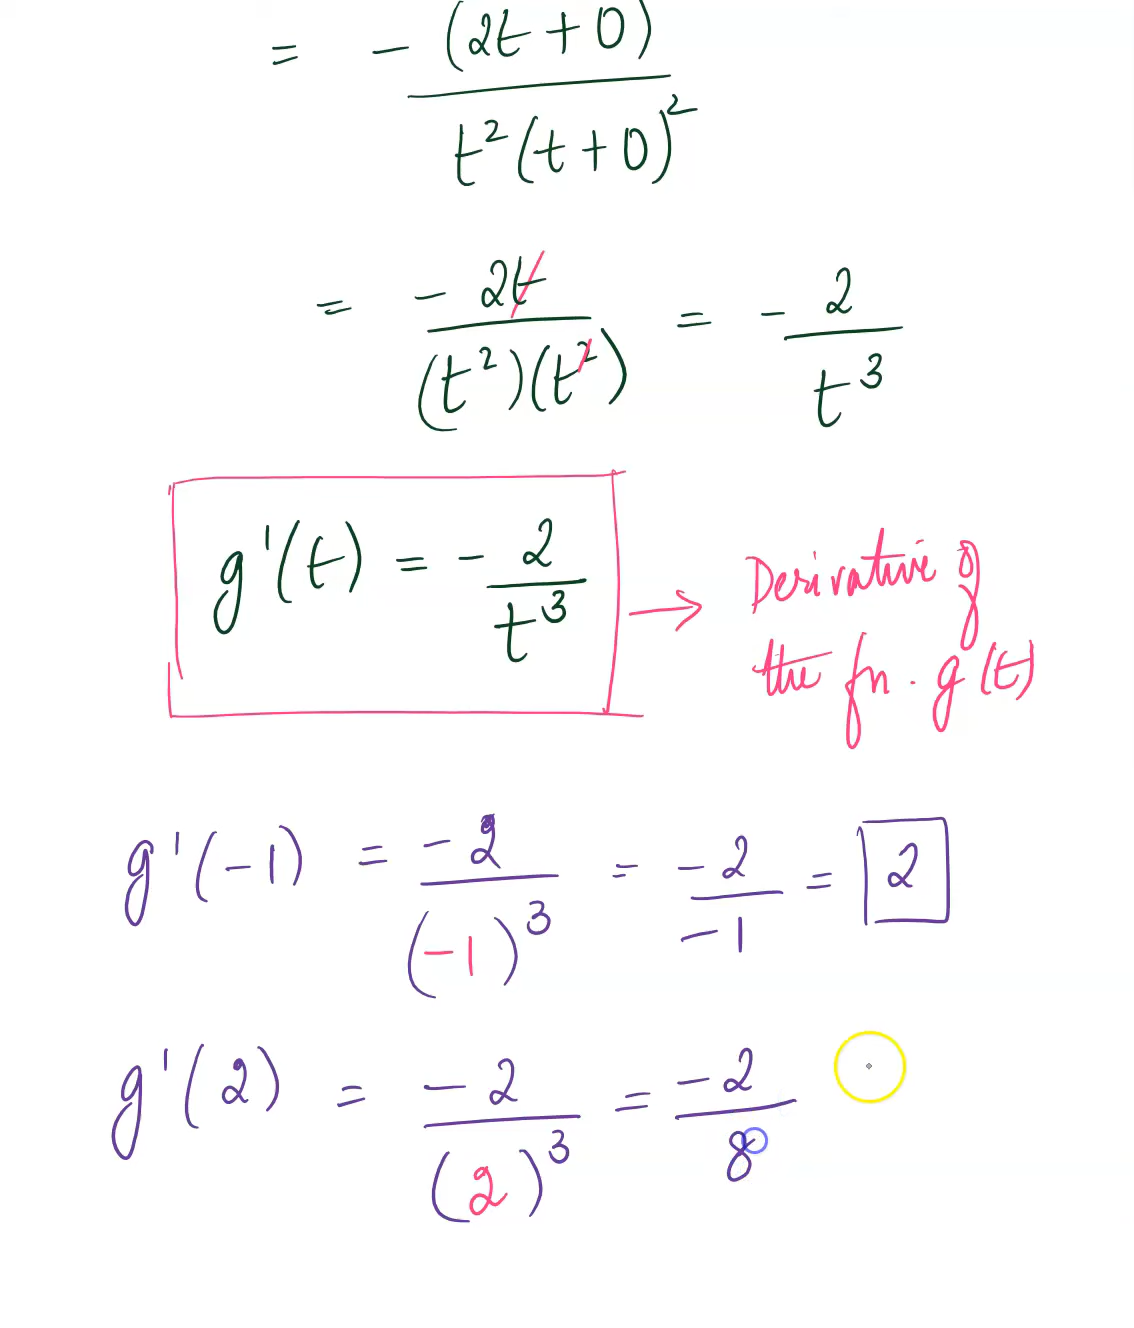 = - (2t + 0) / t²(t + 0)²
= - 2t / (t²)(t²) = - 2 / t³
g'(t) = - 2 / t³ → Derivative of
the fn. g(t)
g'(-1) = -2 / (-1)³ = -2 / -1 = 2
g'(2) = -2 / (2)³ = -2 / 8